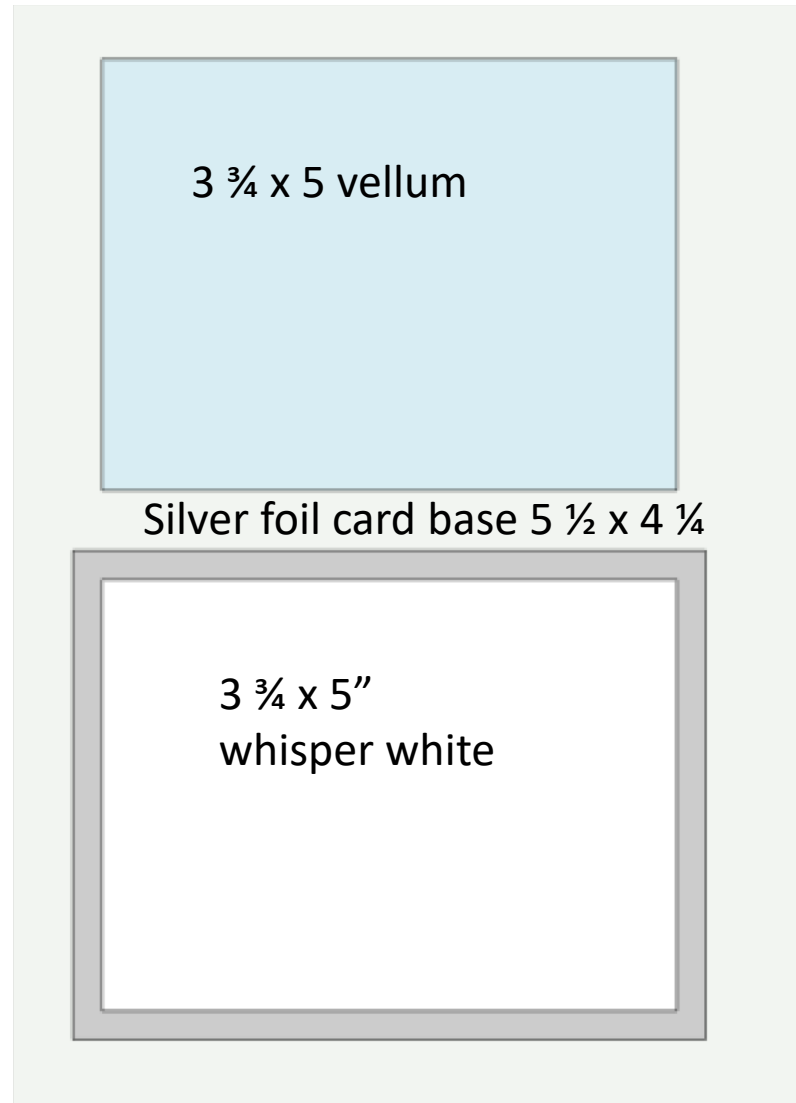 3 ¾ x 5 vellum
Silver foil card base 5 ½ x 4 ¼
3 ¾ x 5”
whisper white